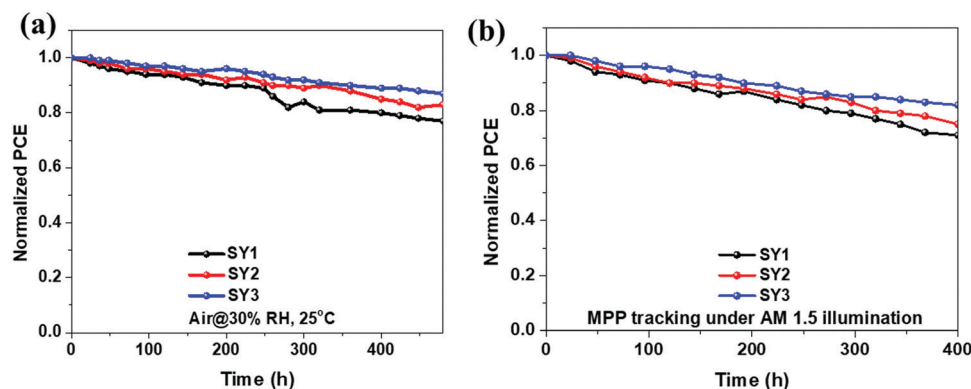 (a)
Normalized PCE
1.0
0.8
0.6
0.4
0.2
0.0
SY1
SY2
SY3
Air@30% RH, 25°C
0 100 200 300 400
Time (h)
(b)
Normalized PCE
1.0
0.8
0.6
0.4
0.2
0.0
SY1
SY2
SY3
MPP tracking under AM 1.5 illumination
0 100 200 300 400
Time (h)